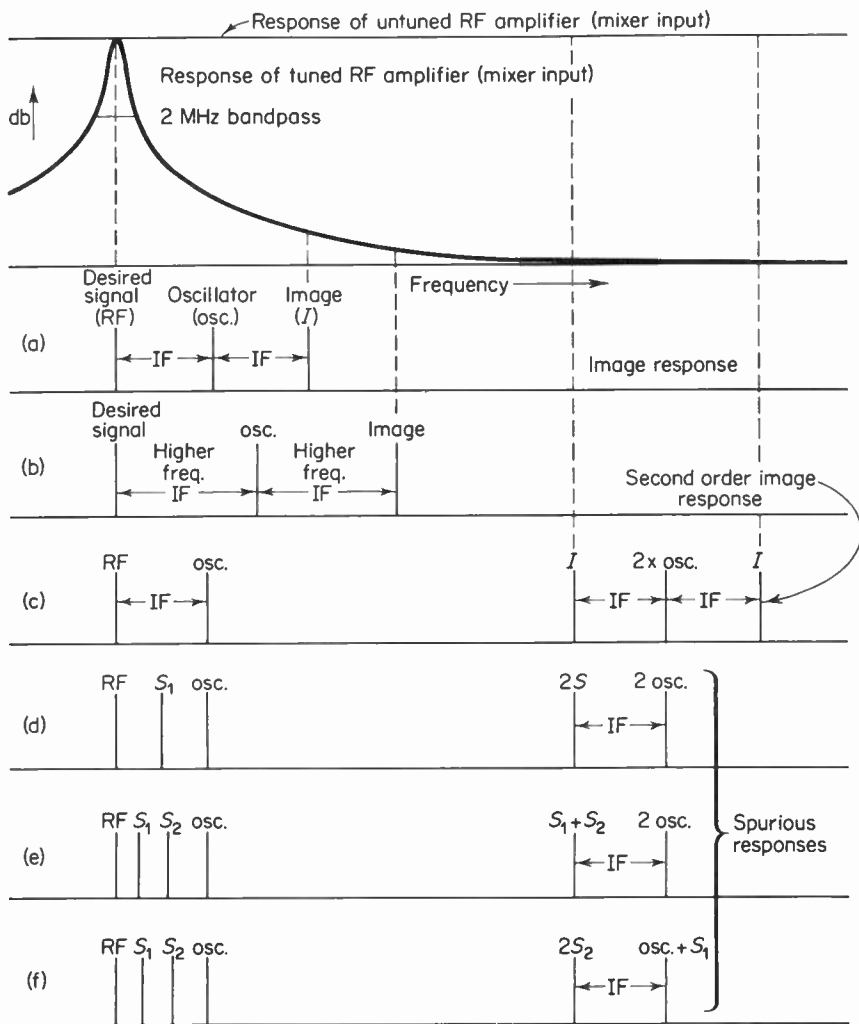 Response of untuned RF amplifier (mixer input)
Response of tuned RF amplifier (mixer input)
db
2 MHz bandpass
Desired
signal
(RF)
Oscillator
(osc.)
Image
(I)
Frequency
(a)
IF
IF
Image response
Desired
signal
osc.
Image
(b)
Higher
freq.
IF
Higher
freq.
IF
Second order image
response
RF
osc.
I
2x osc.
I
(c)
IF
IF
IF
RF
S₁
osc.
2S
2 osc.
(d)
IF
RF
S₁
S₂
osc.
S₁+S₂
2 osc.
(e)
IF
Spurious
responses
RF
S₁
S₂
osc.
2S₂
osc.+S₁
(f)
IF